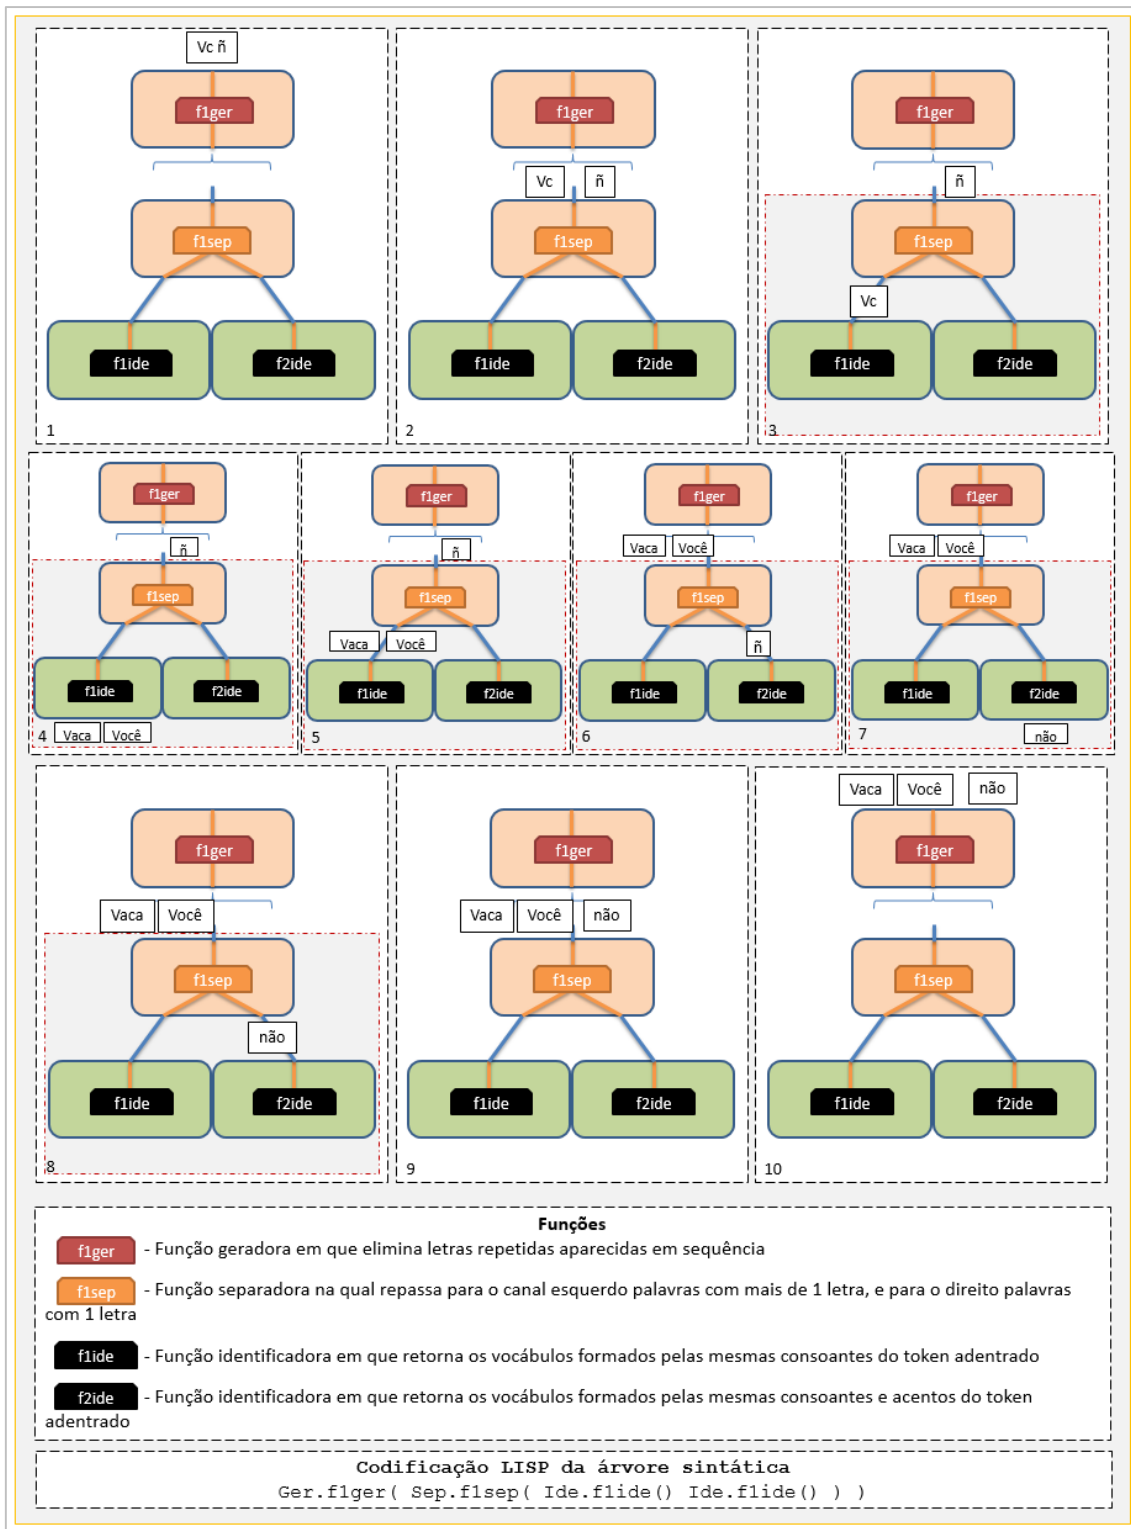 Vc ñ
f1ger
f1sep
f1ide f2ide
1
f1ger
Vc ñ
f1sep
f1ide f2ide
2
f1ger
ñ
f1sep
Vc
f1ide f2ide
3
f1ger
ñ
f1sep
f1ide f2ide
4 Vaca Você
f1ger
ñ
f1sep
Vaca Você
f1ide f2ide
5
f1ger
Vaca Você
f1sep
ñ
f1ide f2ide
6
f1ger
Vaca Você
f1sep
f1ide f2ide
7 não
f1ger
Vaca Você
f1sep
não
f1ide f2ide
8
f1ger
Vaca Você não
f1sep
f1ide f2ide
9
Vaca Você não
f1ger
f1sep
f1ide f2ide
10
Funções
f1ger - Função geradora em que elimina letras repetidas aparecidas em sequência
f1sep - Função separadora na qual repassa para o canal esquerdo palavras com mais de 1 letra, e para o direito palavras
com 1 letra
f1ide - Função identificadora em que retorna os vocábulos formados pelas mesmas consoantes do token adentrado
f2ide - Função identificadora em que retorna os vocábulos formados pelas mesmas consoantes e acentos do token
adentrado
Codificação LISP da árvore sintática
Ger.f1ger( Sep.f1sep( Ide.f1ide() Ide.f1ide() ) )